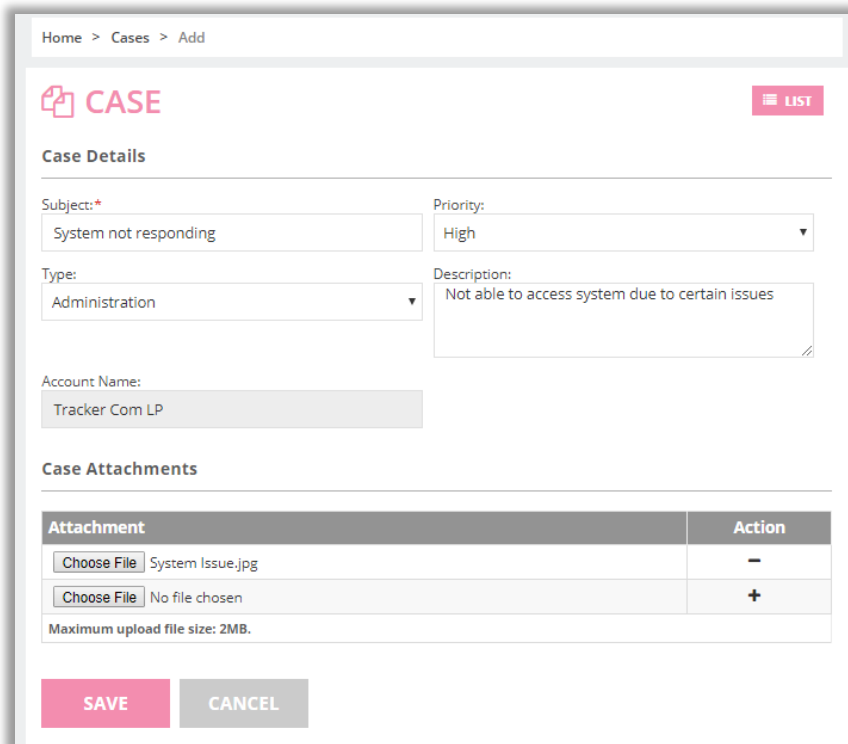 Home > Cases > Add
CASE
LIST
Case Details
Subject:*
Priority:
System not responding
High
Type:
Description:
Administration
Not able to access system due to certain issues
Account Name:
Tracker Com LP
Case Attachments
Attachment Action
Choose File System Issue.jpg
Choose File No file chosen
Maximum upload file size: 2MB.
SAVE CANCEL